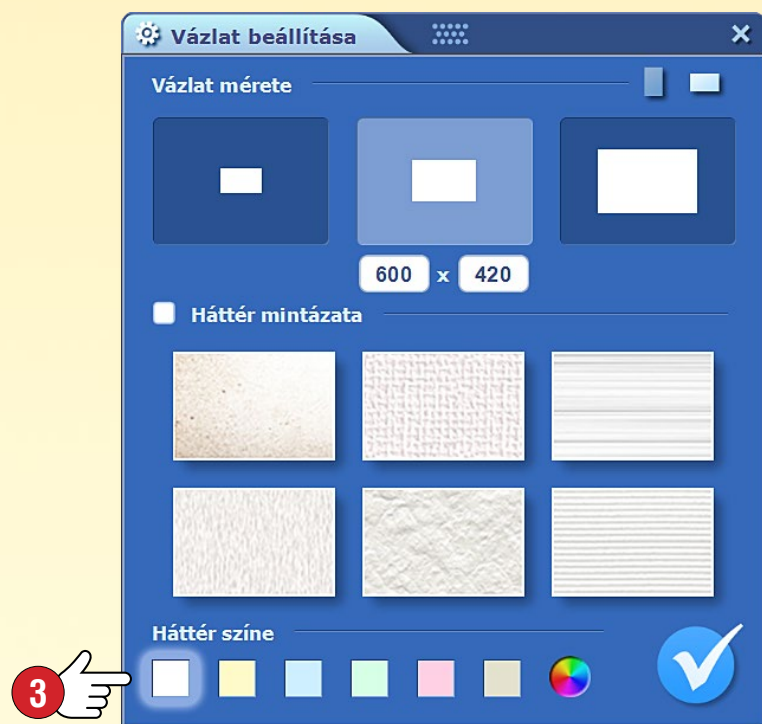 Vázlat beállítása
Vázlat mérete
600 x 420
Háttér mintázata
Háttér színe
3